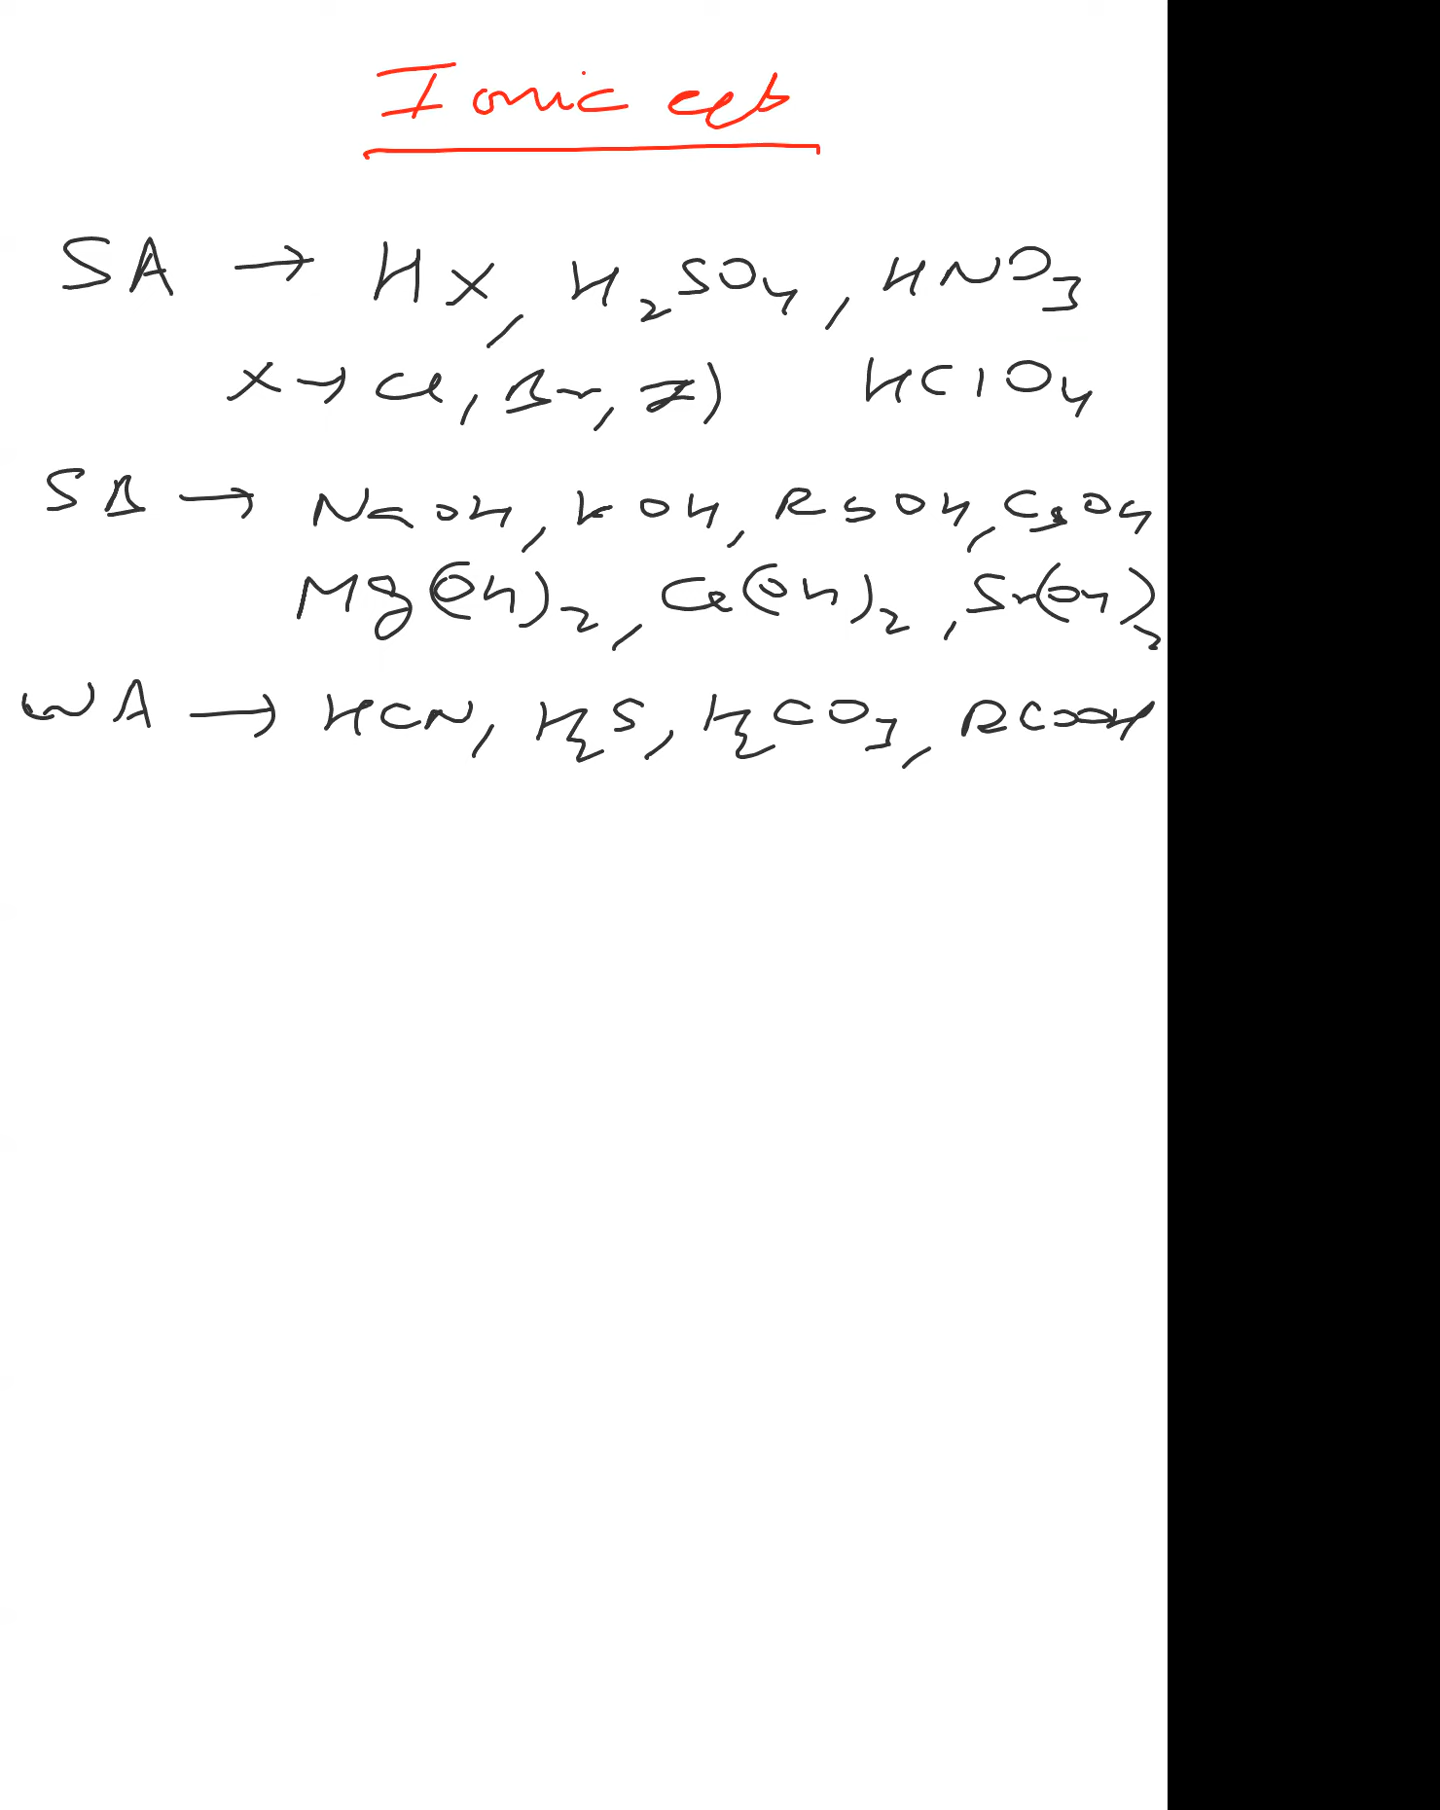 Ionic eqb
SA → HX, H₂SO₄, HNO₃
X → Cl, Br, I) HClO₄
SB → NaOH, KOH, RbOH, CsOH
Mg(OH)₂, Ca(OH)₂, Sr(OH)₂
WA → HCN, H₂S, H₂CO₃, RCOOH